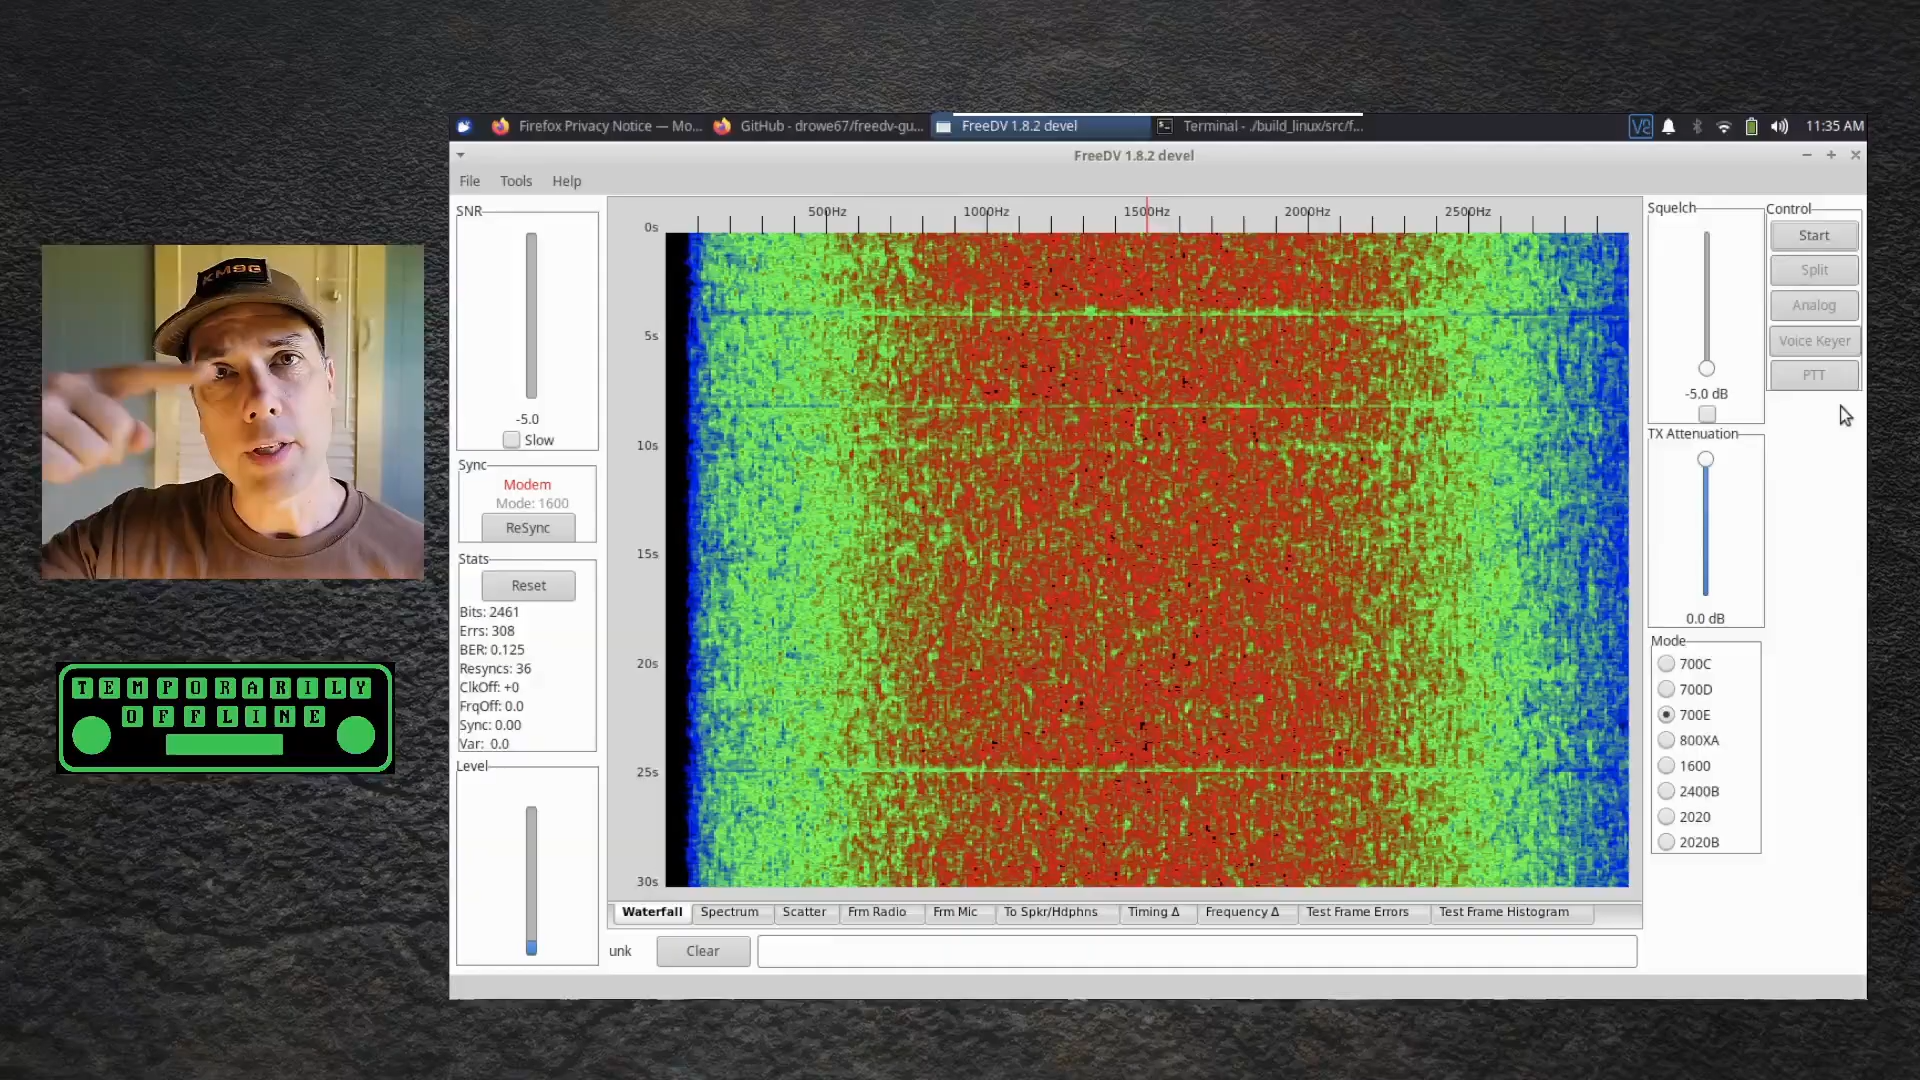 Firefox Privacy Notice — Mo...
GitHub - drowe67/freedv-gu...
FreeDV 1.8.2 devel
Terminal - ./build_linux/src/f...
11:35 AM
FreeDV 1.8.2 devel
File Tools Help
SNR
-5.0
Slow
Sync
Modem
Mode: 1600
ReSync
Stats
Reset
Bits: 2461
Errs: 308
BER: 0.125
Resyncs: 36
ClkOff: +0
FrqOff: 0.0
Sync: 0.00
Var: 0.0
Level
500Hz 1000Hz 1500Hz 2000Hz 2500Hz
0s
5s
10s
15s
20s
25s
30s
Waterfall Spectrum Scatter Frm Radio Frm Mic To Spkr/Hdphns Timing Δ Frequency Δ Test Frame Errors Test Frame Histogram
unk
Clear
Squelch
-5.0 dB
TX Attenuation
0.0 dB
Mode
700C
700D
700E
800XA
1600
2400B
2020
2020B
Control
Start
Split
Analog
Voice Keyer
PTT
KM9G
TEMPORARILY
OFFLINE